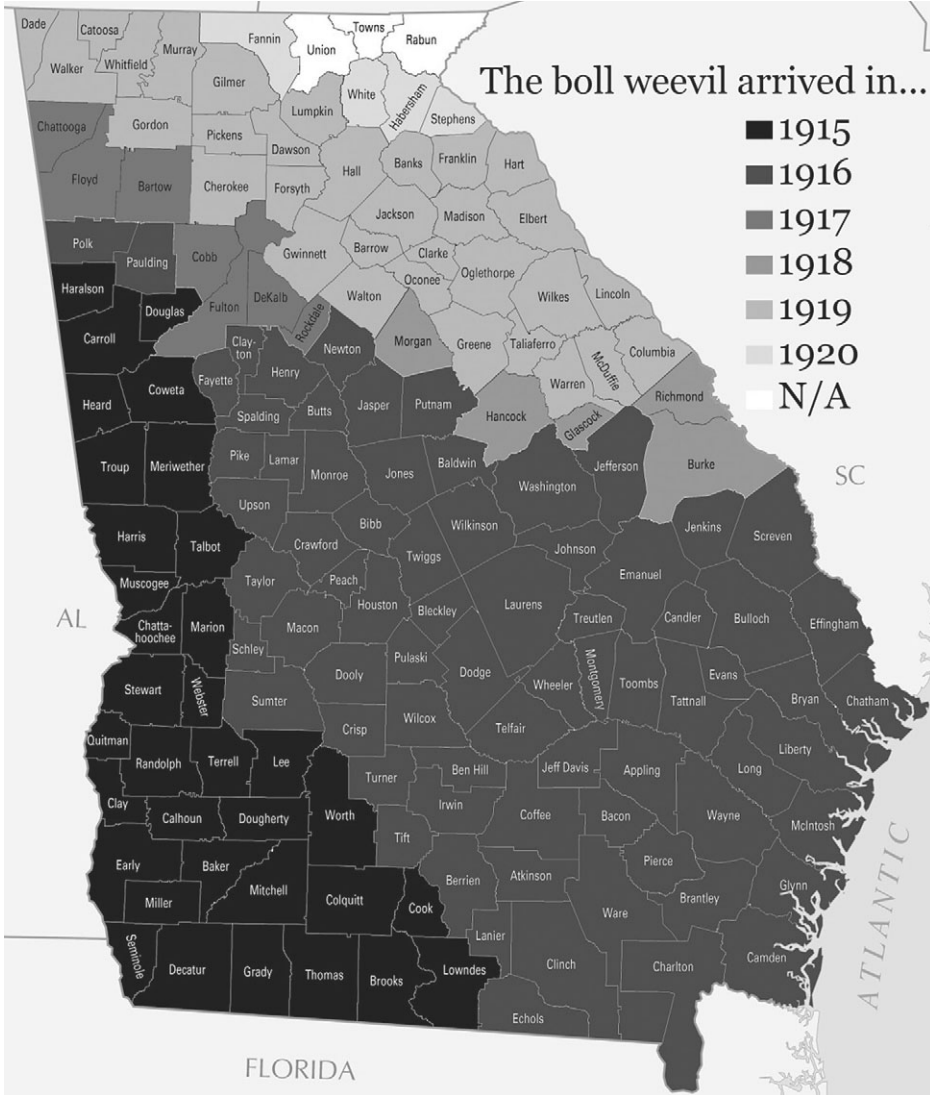 The boll weevil arrived in...
1915
1916
1917
1918
1919
1920
N/A
Dade
Catoosa
Walker
Whitfield
Murray
Fannin
Union
Towns
Rabun
Gilmer
Lumpkin
White
Habersham
Stephens
Chattooga
Gordon
Pickens
Dawson
Hall
Banks
Franklin
Hart
Floyd
Bartow
Cherokee
Forsyth
Jackson
Madison
Elbert
Polk
Paulding
Cobb
Gwinnett
Barrow
Clarke
Oconee
Oglethorpe
Wilkes
Lincoln
Haralson
Douglas
Fulton
DeKalb
Rockdale
Walton
Carroll
Clay-
ton
Newton
Morgan
Greene
Taliaferro
McDuffie
Columbia
Heard
Coweta
Fayette
Henry
Warren
Spalding
Butts
Jasper
Putnam
Hancock
Glascock
Richmond
Troup
Meriwether
Pike
Lamar
Monroe
Jones
Baldwin
Washington
Jefferson
Burke
SC
Upson
Bibb
Wilkinson
Jenkins
Screven
Harris
Talbot
Crawford
Twiggs
Johnson
Emanuel
Muscogee
Taylor
Peach
Houston
Bleckley
Laurens
Treutlen
Candler
Bulloch
Effingham
AL
Chatta-
hoochee
Marion
Macon
Schley
Pulaski
Dodge
Montgomery
Stewart
Webster
Sumter
Dooly
Wheeler
Toombs
Evans
Tattnall
Bryan
Chatham
Crisp
Wilcox
Telfair
Quitman
Randolph
Terrell
Lee
Turner
Ben Hill
Jeff Davis
Appling
Long
Liberty
Clay
Calhoun
Dougherty
Worth
Irwin
Coffee
Bacon
Wayne
McIntosh
Tift
Early
Baker
Mitchell
Berrien
Atkinson
Pierce
Glynn
Miller
Colquitt
Cook
Ware
Brantley
Seminole
Decatur
Grady
Thomas
Brooks
Lowndes
Lanier
Clinch
Charlton
Camden
Echols
ATLANTIC
FLORIDA